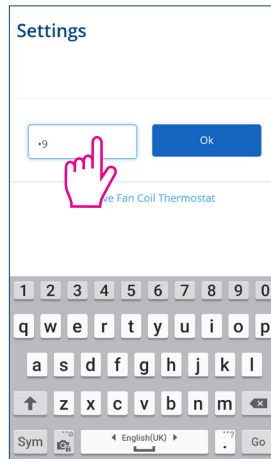 Settings
•9
Ok
ve Fan Coil Thermostat
1 2 3 4 5 6 7 8 9 0
q w e r t y u i o p
a s d f g h j k l
z x c v b n m
Sym English(UK) . ? Go